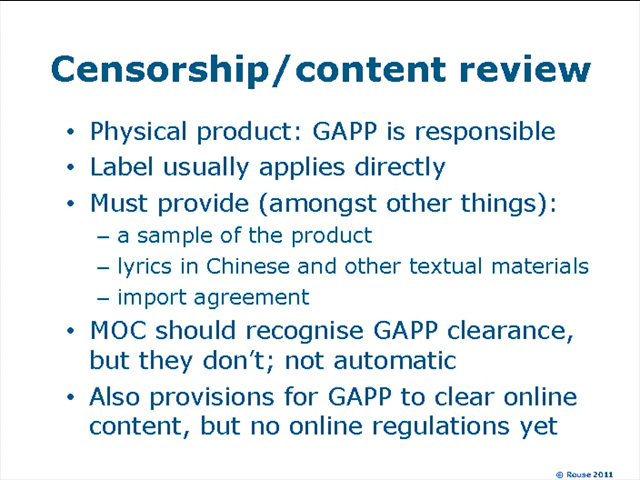 Censorship/content review
• Physical product: GAPP is responsible
• Label usually applies directly
• Must provide (amongst other things):
– a sample of the product
– lyrics in Chinese and other textual materials
– import agreement
• MOC should recognise GAPP clearance,
but they don't; not automatic
• Also provisions for GAPP to clear online
content, but no online regulations yet
© Rouse 2011